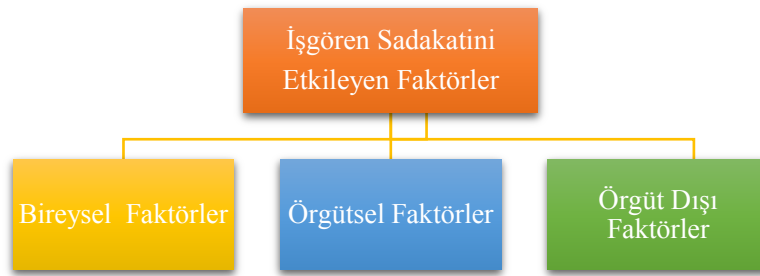 İşgören Sadakatini
Etkileyen Faktörler
Bireysel Faktörler
Örgütsel Faktörler
Örgüt Dışı
Faktörler